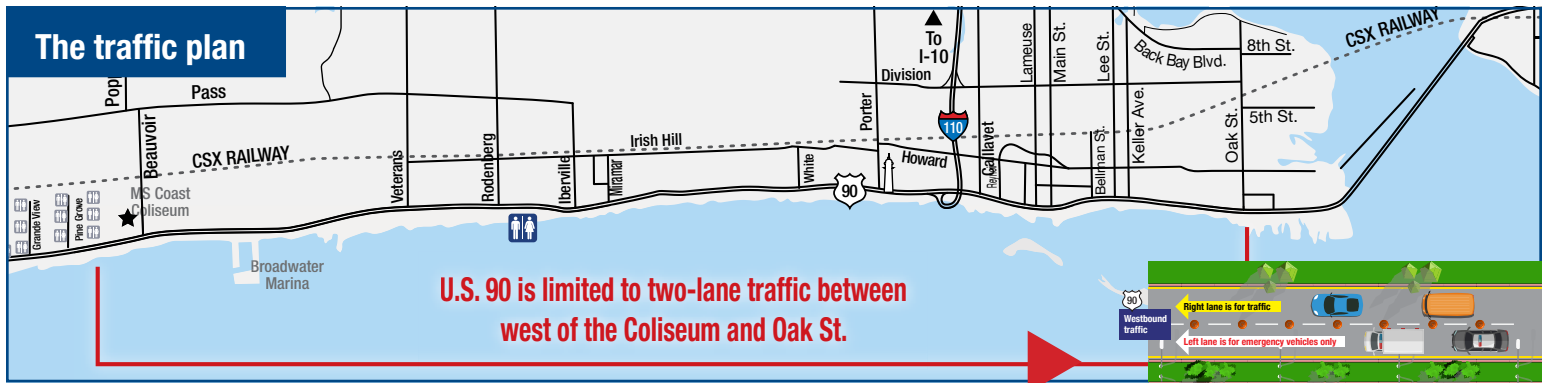 The traffic plan
To
I-10
Division
Lameuse
Main St.
Lee St.
Back Bay Blvd.
8th St.
CSX RAILWAY
Pass
Beauvoir
Porter
110
Keller Ave.
Oak St.
5th St.
CSX RAILWAY
Veterans
Rodenberg
Iberville
Miramar
Irish Hill
White
Howard
Caillavet
Bellman St.
90
MS Coast
Coliseum
Grande View
Pine Grove
Broadwater
Marina
U.S. 90 is limited to two-lane traffic between
west of the Coliseum and Oak St.
90
Westbound
traffic
Right lane is for traffic
Left lane is for emergency vehicles only